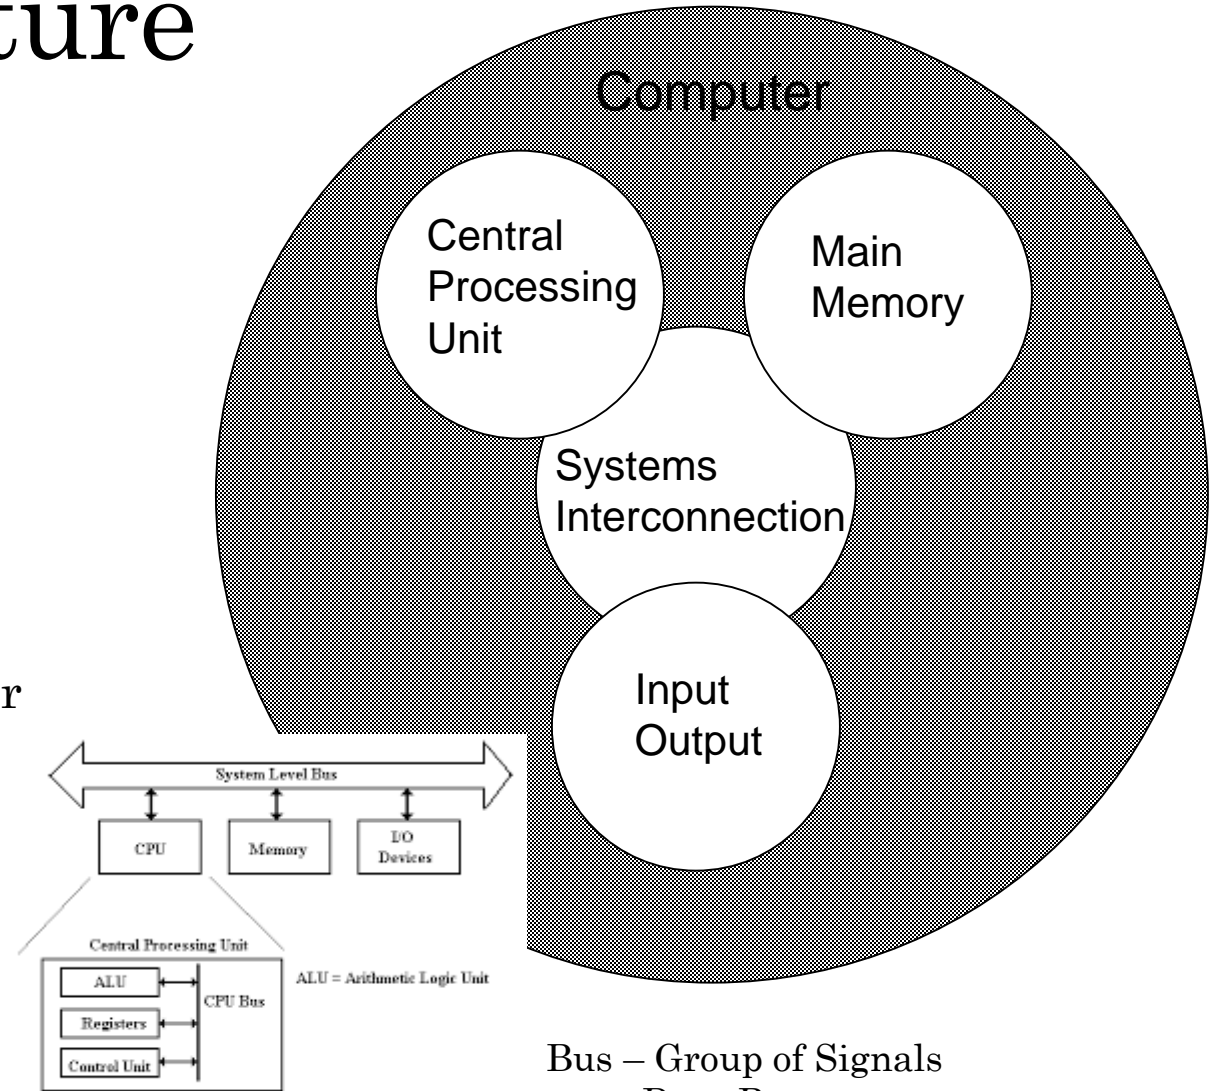 ture
Computer
Central
Processing
Unit
Main
Memory
Systems
Interconnection
Input
Output
r
System Level Bus
CPU
Memory
I/O
Devices
Central Processing Unit
ALU
Registers
Control Unit
CPU Bus
ALU = Arithmetic Logic Unit
Bus – Group of Signals